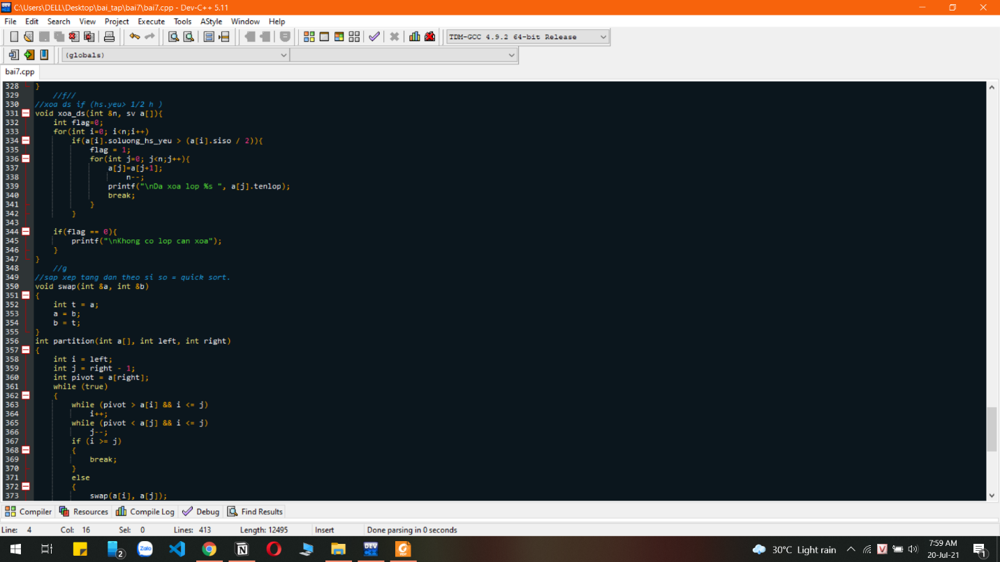 C:\Users\DELL\Desktop\bai_tap\bai7\bai7.cpp - Dev-C++ 5.11
File Edit Search View Project Execute Tools AStyle Window Help
TDM-GCC 4.9.2 64-bit Release
(globals)
bai7.cpp
328 }
329     //f//
330 //xoa ds if (hs.yeu> 1/2 h )
331 void xoa_ds(int &n, sv a[]){
332     int flag=0;
333     for(int i=0; i<n;i++)
334         if(a[i].soluong_hs_yeu > (a[i].siso / 2)){
335             flag = 1;
336             for(int j=0; j<n;j++){
337                 a[j]=a[j+1];
338                     n--;
339                 printf("\nDa xoa lop %s ", a[j].tenlop);
340                 break;
341             }
342         }
343
344     if(flag == 0){
345         printf("\nKhong co lop can xoa");
346     }
347 }
348     //g
349 //sap xep tang dan theo si so = quick sort.
350 void swap(int &a, int &b)
351 {
352     int t = a;
353     a = b;
354     b = t;
355 }
356 int partition(int a[], int left, int right)
357 {
358     int i = left;
359     int j = right - 1;
360     int pivot = a[right];
361     while (true)
362     {
363         while (pivot > a[i] && i <= j)
364             i++;
365         while (pivot < a[j] && i <= j)
366             j--;
367         if (i >= j)
368         {
369             break;
370         }
371         else
372         {
373             swap(a[i], a[j]);
Compiler Resources Compile Log Debug Find Results
Line: 4 Col: 16 Sel: 0 Lines: 413 Length: 12495 Insert Done parsing in 0 seconds
2 Zalo DEV PDF 30°C Light rain V 7:59 AM 1
20-Jul-21